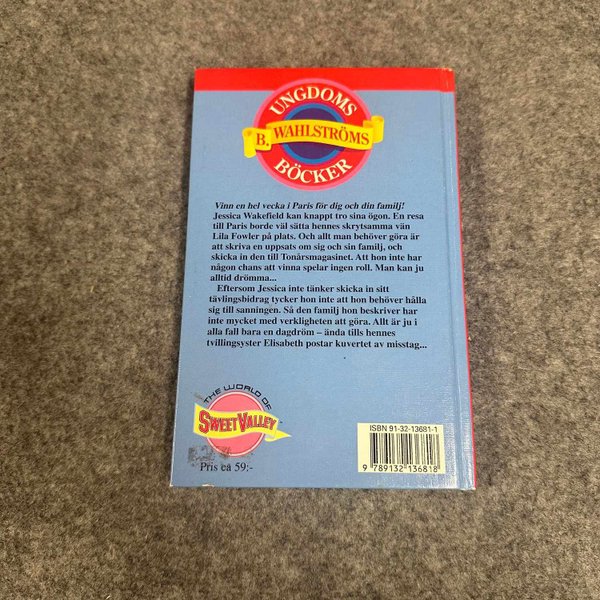 UNGDOMS
B. WAHLSTRÖMS
BÖCKER
Vinn en hel vecka i Paris för dig och din familj!
Jessica Wakefield kan knappt tro sina ögon. En resa
till Paris borde väl sätta hennes skrytsamma vän
Lila Fowler på plats. Och allt man behöver göra är
att skriva en uppsats om sig och sin familj, och
skicka in den till Tonårsmagasinet. Att hon inte har
någon chans att vinna spelar ingen roll. Man kan ju
alltid drömma...
Eftersom Jessica inte tänker skicka in sitt
tävlingsbidrag tycker hon inte att hon behöver hålla
sig till sanningen. Så den familj hon beskriver har
inte mycket med verkligheten att göra. Allt är ju i
alla fall bara en dagdröm – ända tills hennes
tvillingsyster Elisabeth postar kuvertet av misstag...
THE WORLD OF
SWEET VALLEY
Pris ca 59:-
ISBN 91-32-13681-1
9 789132 136818